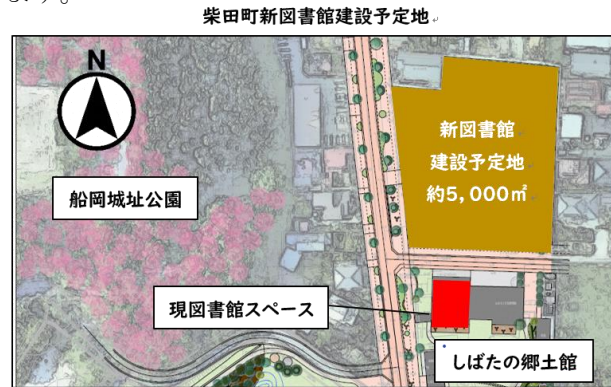 ます。
柴田町新図書館建設予定地
N
新図書館
建設予定地
約5,000㎡
船岡城址公園
現図書館スペース
しばたの郷土館